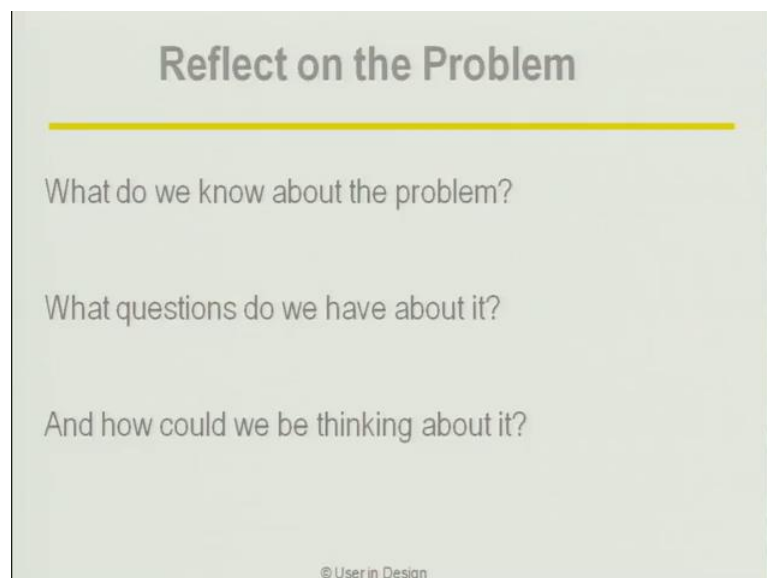 Reflect on the Problem
What do we know about the problem?
What questions do we have about it?
And how could we be thinking about it?
© User in Design